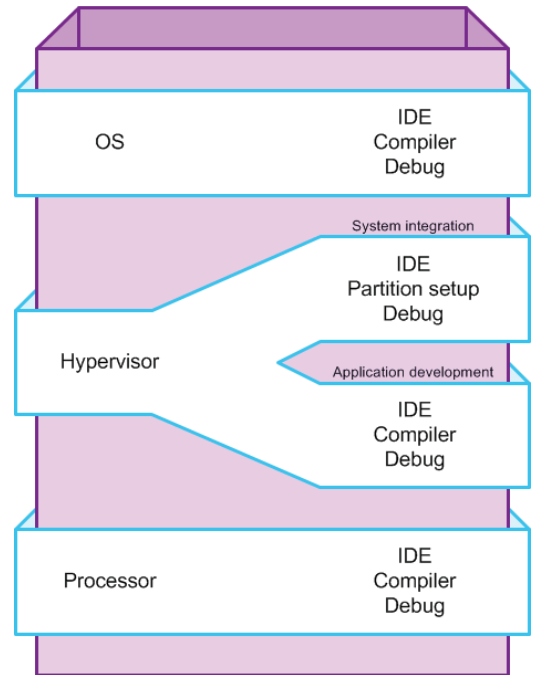 OS
IDE
Compiler
Debug
System integration
IDE
Partition setup
Debug
Hypervisor
Application development
IDE
Compiler
Debug
Processor
IDE
Compiler
Debug